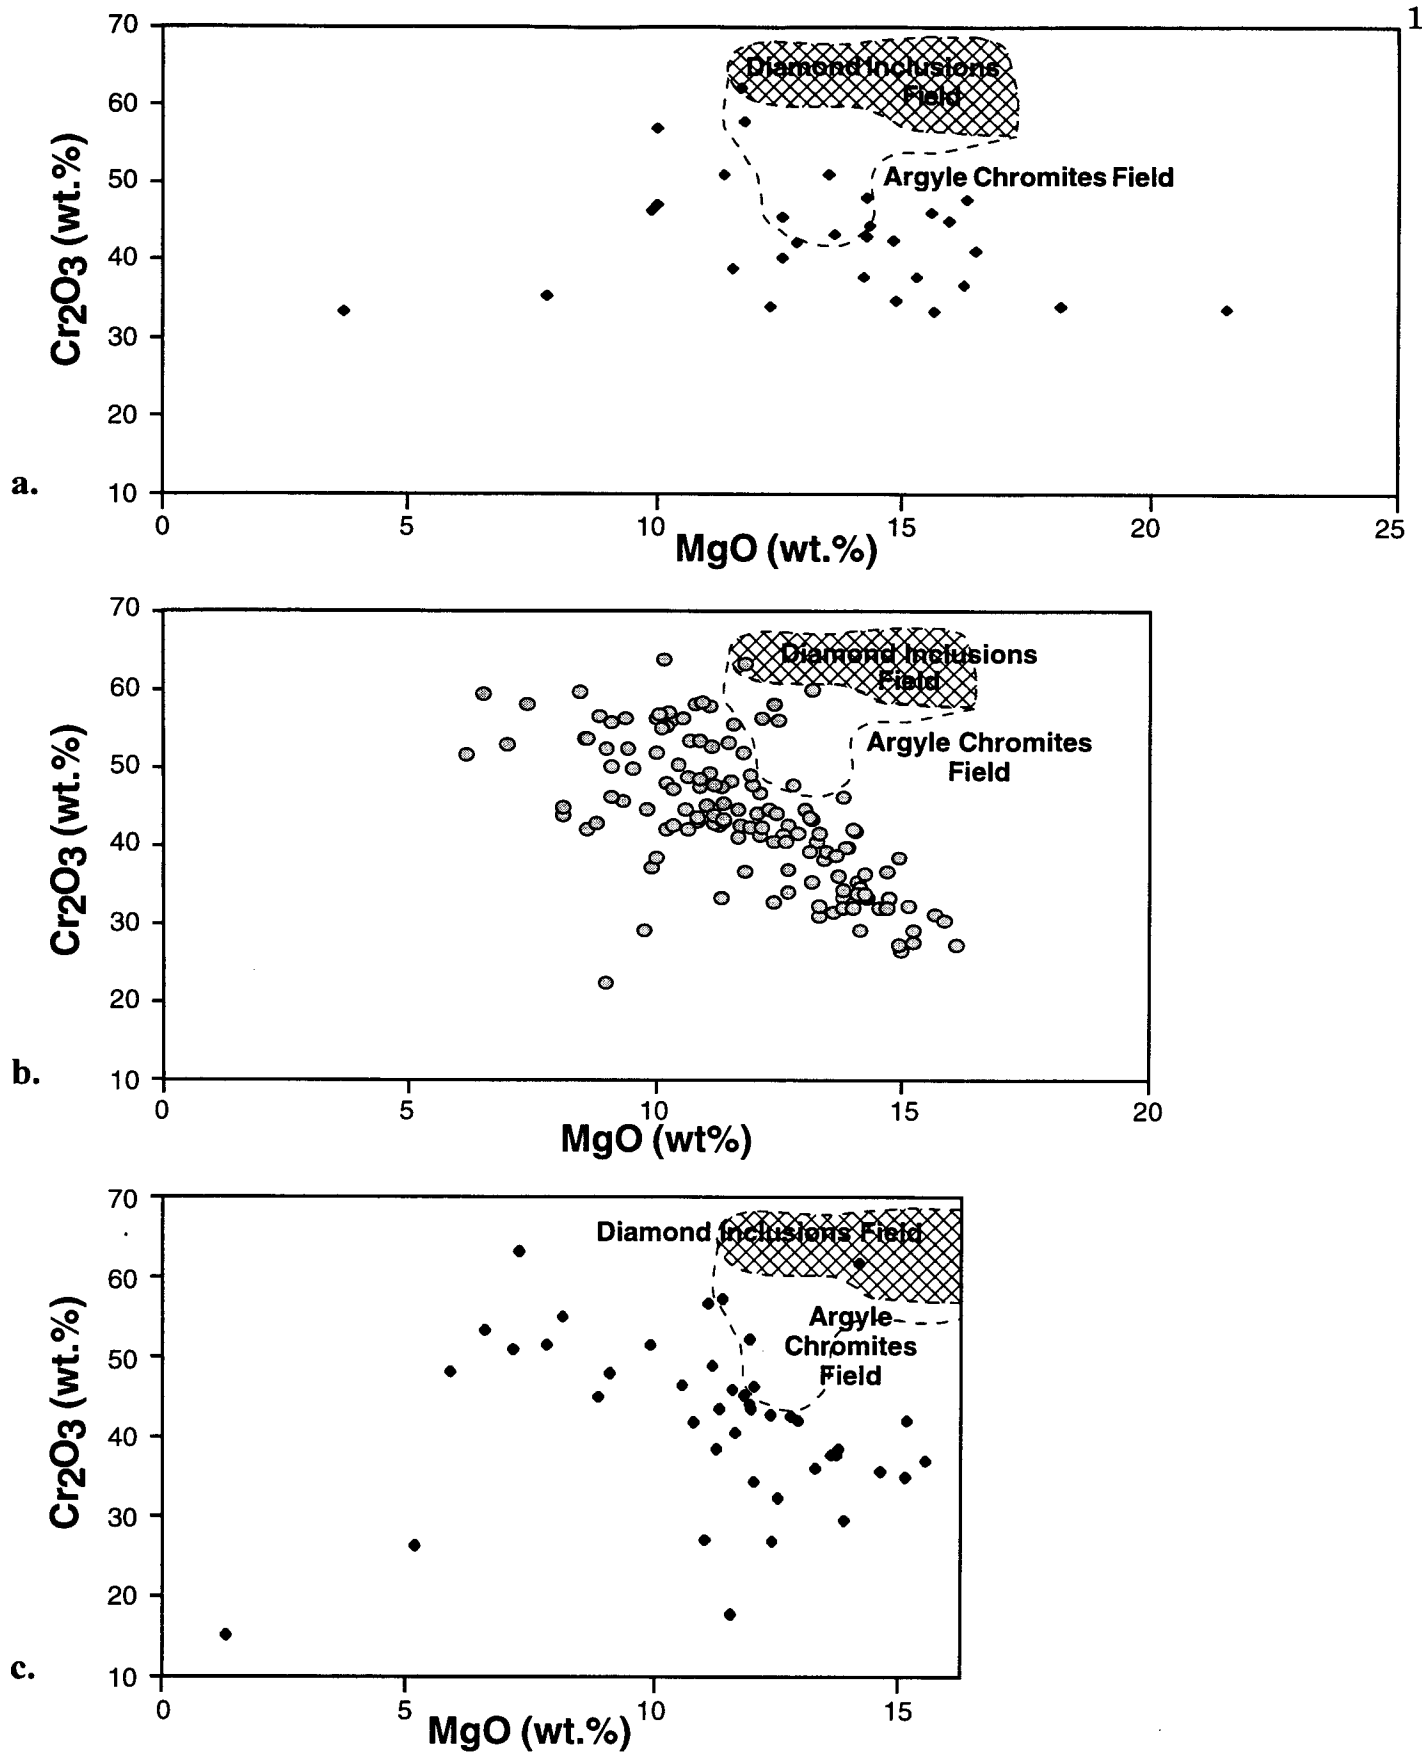 1
70
60
50
40
30
20
10
Cr2O3 (wt.%)
Diamond Inclusions
Field
Argyle Chromites Field
a.
0 5 10 15 20 25
MgO (wt.%)
70
60
50
40
30
20
10
Cr2O3 (wt.%)
Diamond Inclusions
Field
Argyle Chromites
Field
b.
0 5 10 15 20
MgO (wt%)
70
60
50
40
30
20
10
Cr2O3 (wt.%)
Diamond Inclusions Field
Argyle
Chromites
Field
c.
0 5 10 15
MgO (wt.%)